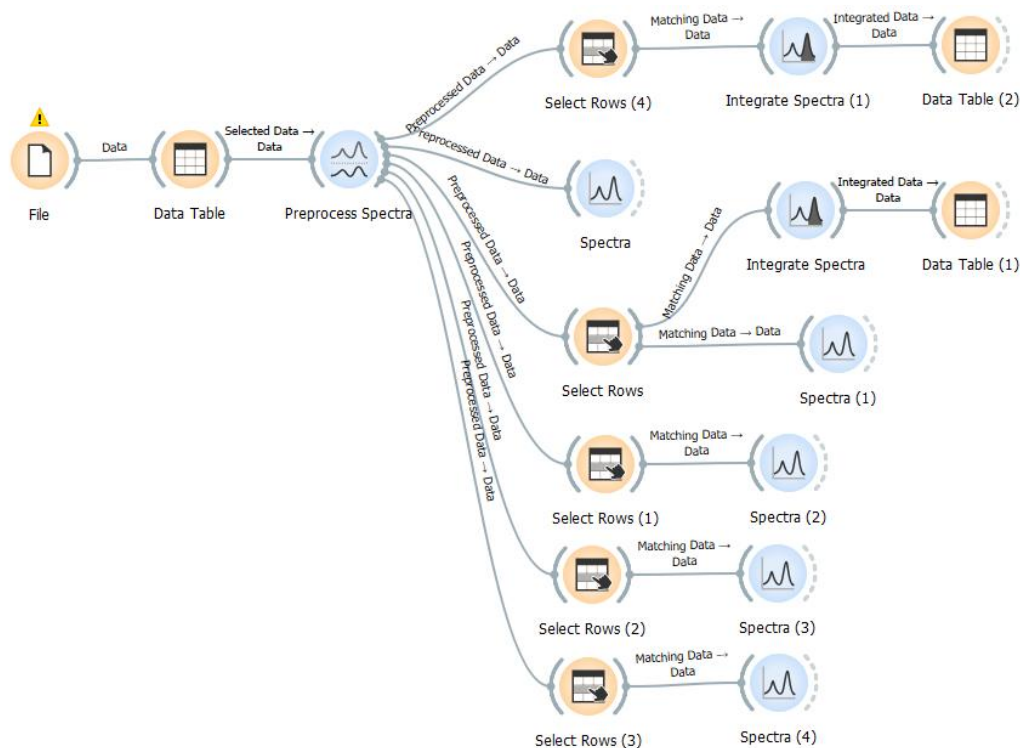 Matching Data →
Data
Integrated Data →
Data
Select Rows (4)
Integrate Spectra (1)
Data Table (2)
Preprocessed Data → Data
Preprocessed Data → Data
Data
Selected Data →
Data
File
Data Table
Preprocess Spectra
Spectra
Integrated Data →
Data
Preprocessed Data → Data
Matching Data → Data
Integrate Spectra
Data Table (1)
Preprocessed Data → Data
Matching Data → Data
Select Rows
Spectra (1)
Preprocessed Data → Data
Preprocessed Data → Data
Matching Data →
Data
Select Rows (1)
Spectra (2)
Matching Data →
Data
Select Rows (2)
Spectra (3)
Matching Data →
Data
Select Rows (3)
Spectra (4)